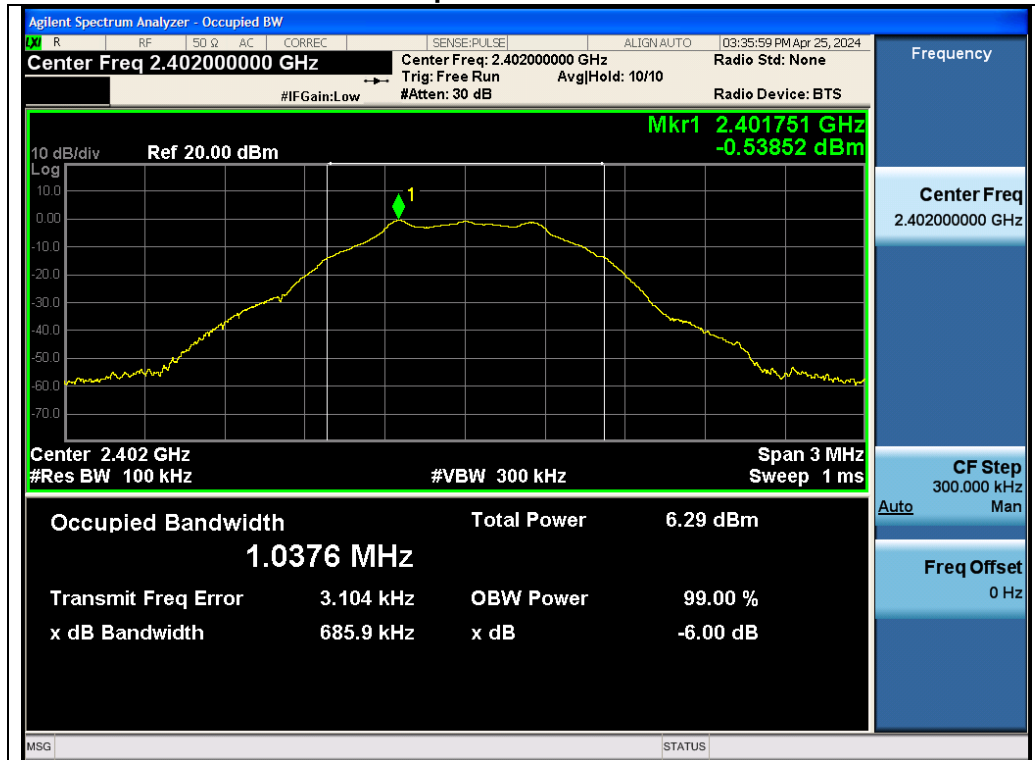 Agilent Spectrum Analyzer - Occupied BW
LXI R RF 50 Ω AC CORREC SENSE:PULSE ALIGN AUTO 03:35:59 PM Apr 25, 2024
Center Freq 2.402000000 GHz
Center Freq: 2.402000000 GHz
Radio Std: None
Trig: Free Run Avg|Hold: 10/10
#IFGain:Low
#Atten: 30 dB
Radio Device: BTS
Mkr1 2.401751 GHz
-0.53852 dBm
10 dB/div Ref 20.00 dBm
Log
10.0
1
0.00
-10.0
-20.0
-30.0
-40.0
-50.0
-60.0
-70.0
Center 2.402 GHz Span 3 MHz
#Res BW 100 kHz #VBW 300 kHz Sweep 1 ms
Occupied Bandwidth Total Power 6.29 dBm
1.0376 MHz
Transmit Freq Error 3.104 kHz OBW Power 99.00 %
x dB Bandwidth 685.9 kHz x dB -6.00 dB
MSG STATUS
Frequency
Center Freq
2.402000000 GHz
CF Step
300.000 kHz
Auto Man
Freq Offset
0 Hz